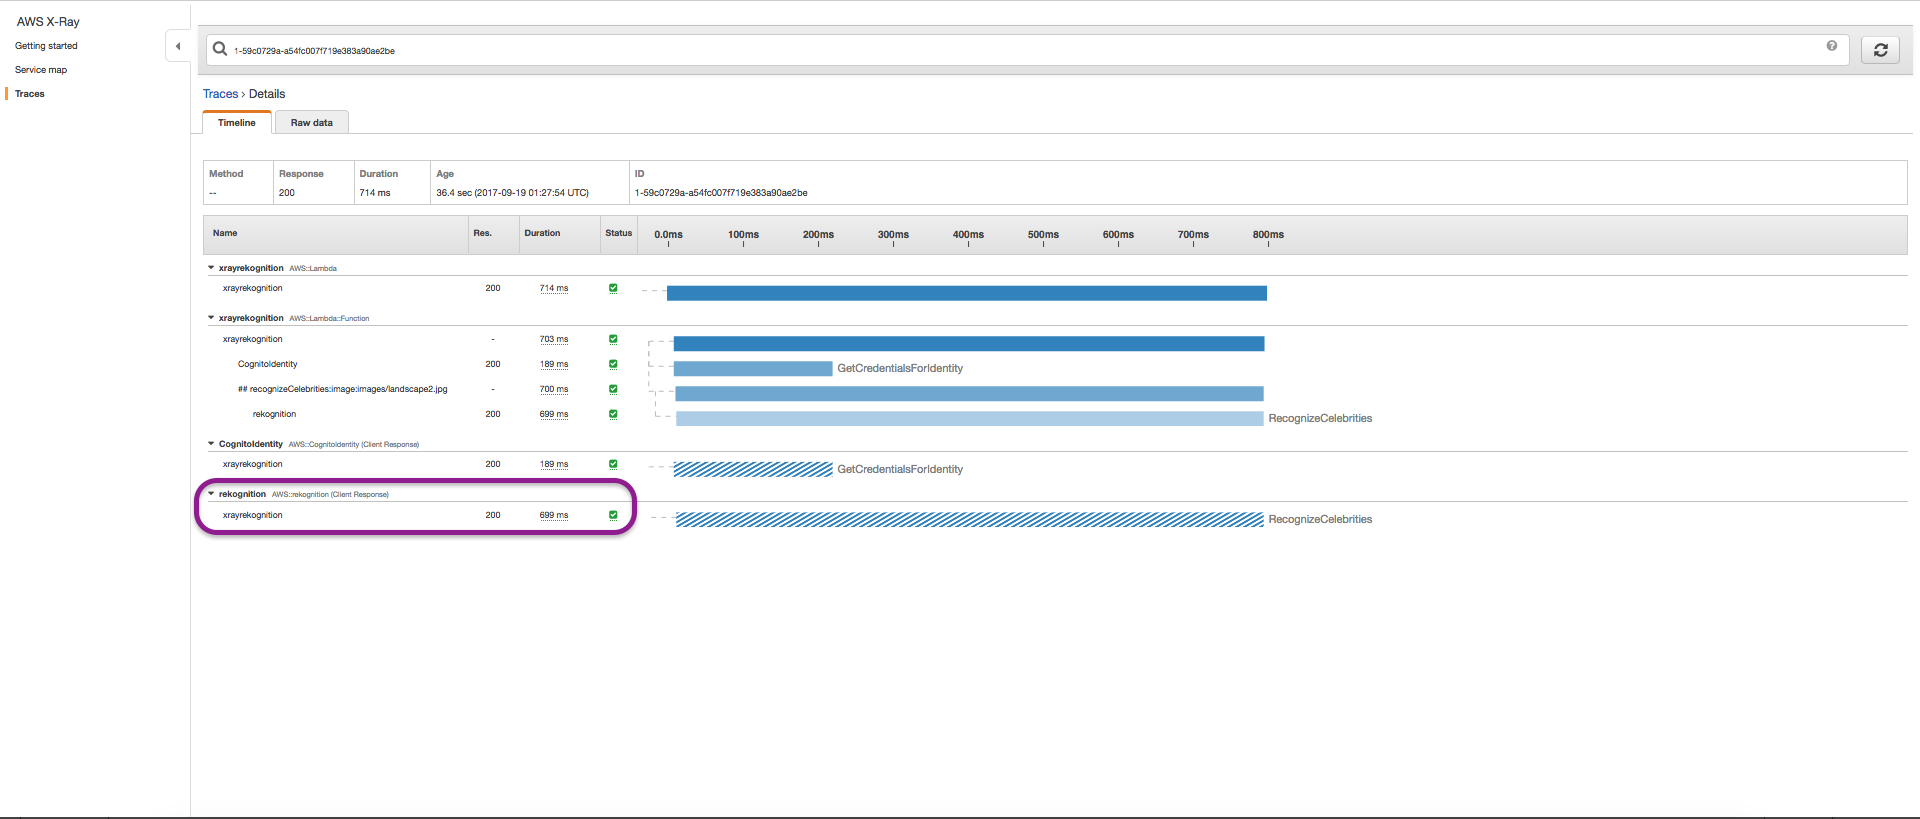 AWS X-Ray
Getting started
Service map
Traces
1-59c0729a-a54fc007f719e383a90ae2be
?
Traces › Details
Timeline Raw data
Method Response Duration Age ID
-- 200 714 ms 36.4 sec (2017-09-19 01:27:54 UTC) 1-59c0729a-a54fc007f719e383a90ae2be
Name Res. Duration Status 0.0ms 100ms 200ms 300ms 400ms 500ms 600ms 700ms 800ms
xrayrekognition AWS::Lambda
xrayrekognition 200 714 ms
xrayrekognition AWS::Lambda::Function
xrayrekognition - 703 ms
CognitoIdentity 200 189 ms GetCredentialsForIdentity
## recognizeCelebrities:image:images/landscape2.jpg - 700 ms
rekognition 200 699 ms RecognizeCelebrities
CognitoIdentity AWS::CognitoIdentity (Client Response)
xrayrekognition 200 189 ms GetCredentialsForIdentity
rekognition AWS::rekognition (Client Response)
xrayrekognition 200 699 ms RecognizeCelebrities